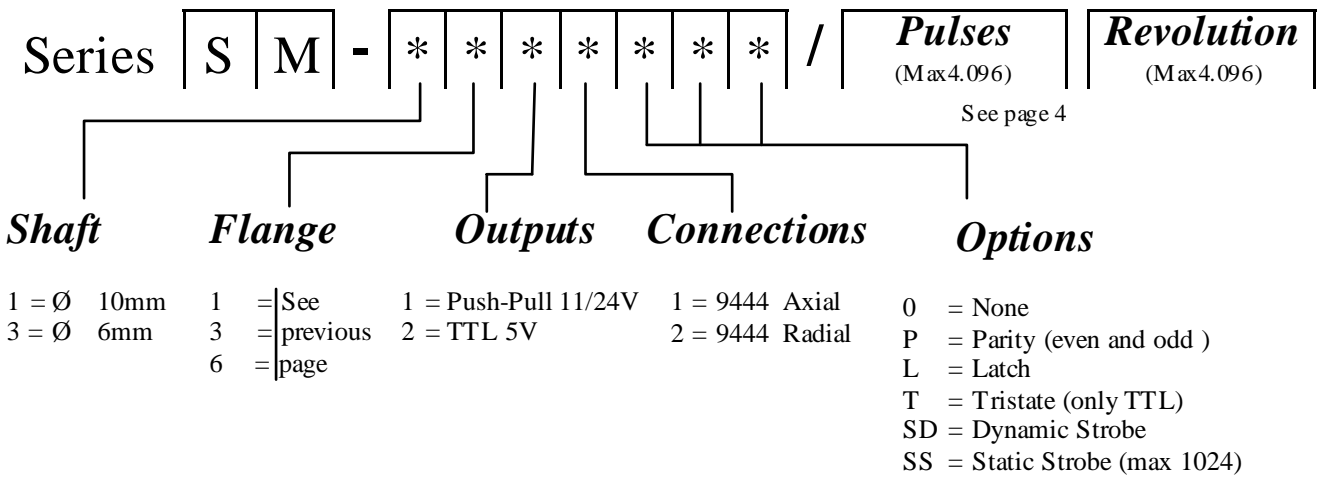 Series S M - * * * * * * * / Pulses Revolution
(Max4.096) (Max4.096)
See page 4
Shaft Flange Outputs Connections Options
1 = Ø 10mm
3 = Ø 6mm
1 = See
3 = previous
6 = page
1 = Push-Pull 11/24V
2 = TTL 5V
1 = 9444 Axial
2 = 9444 Radial
0 = None
P = Parity (even and odd )
L = Latch
T = Tristate (only TTL)
SD = Dynamic Strobe
SS = Static Strobe (max 1024)